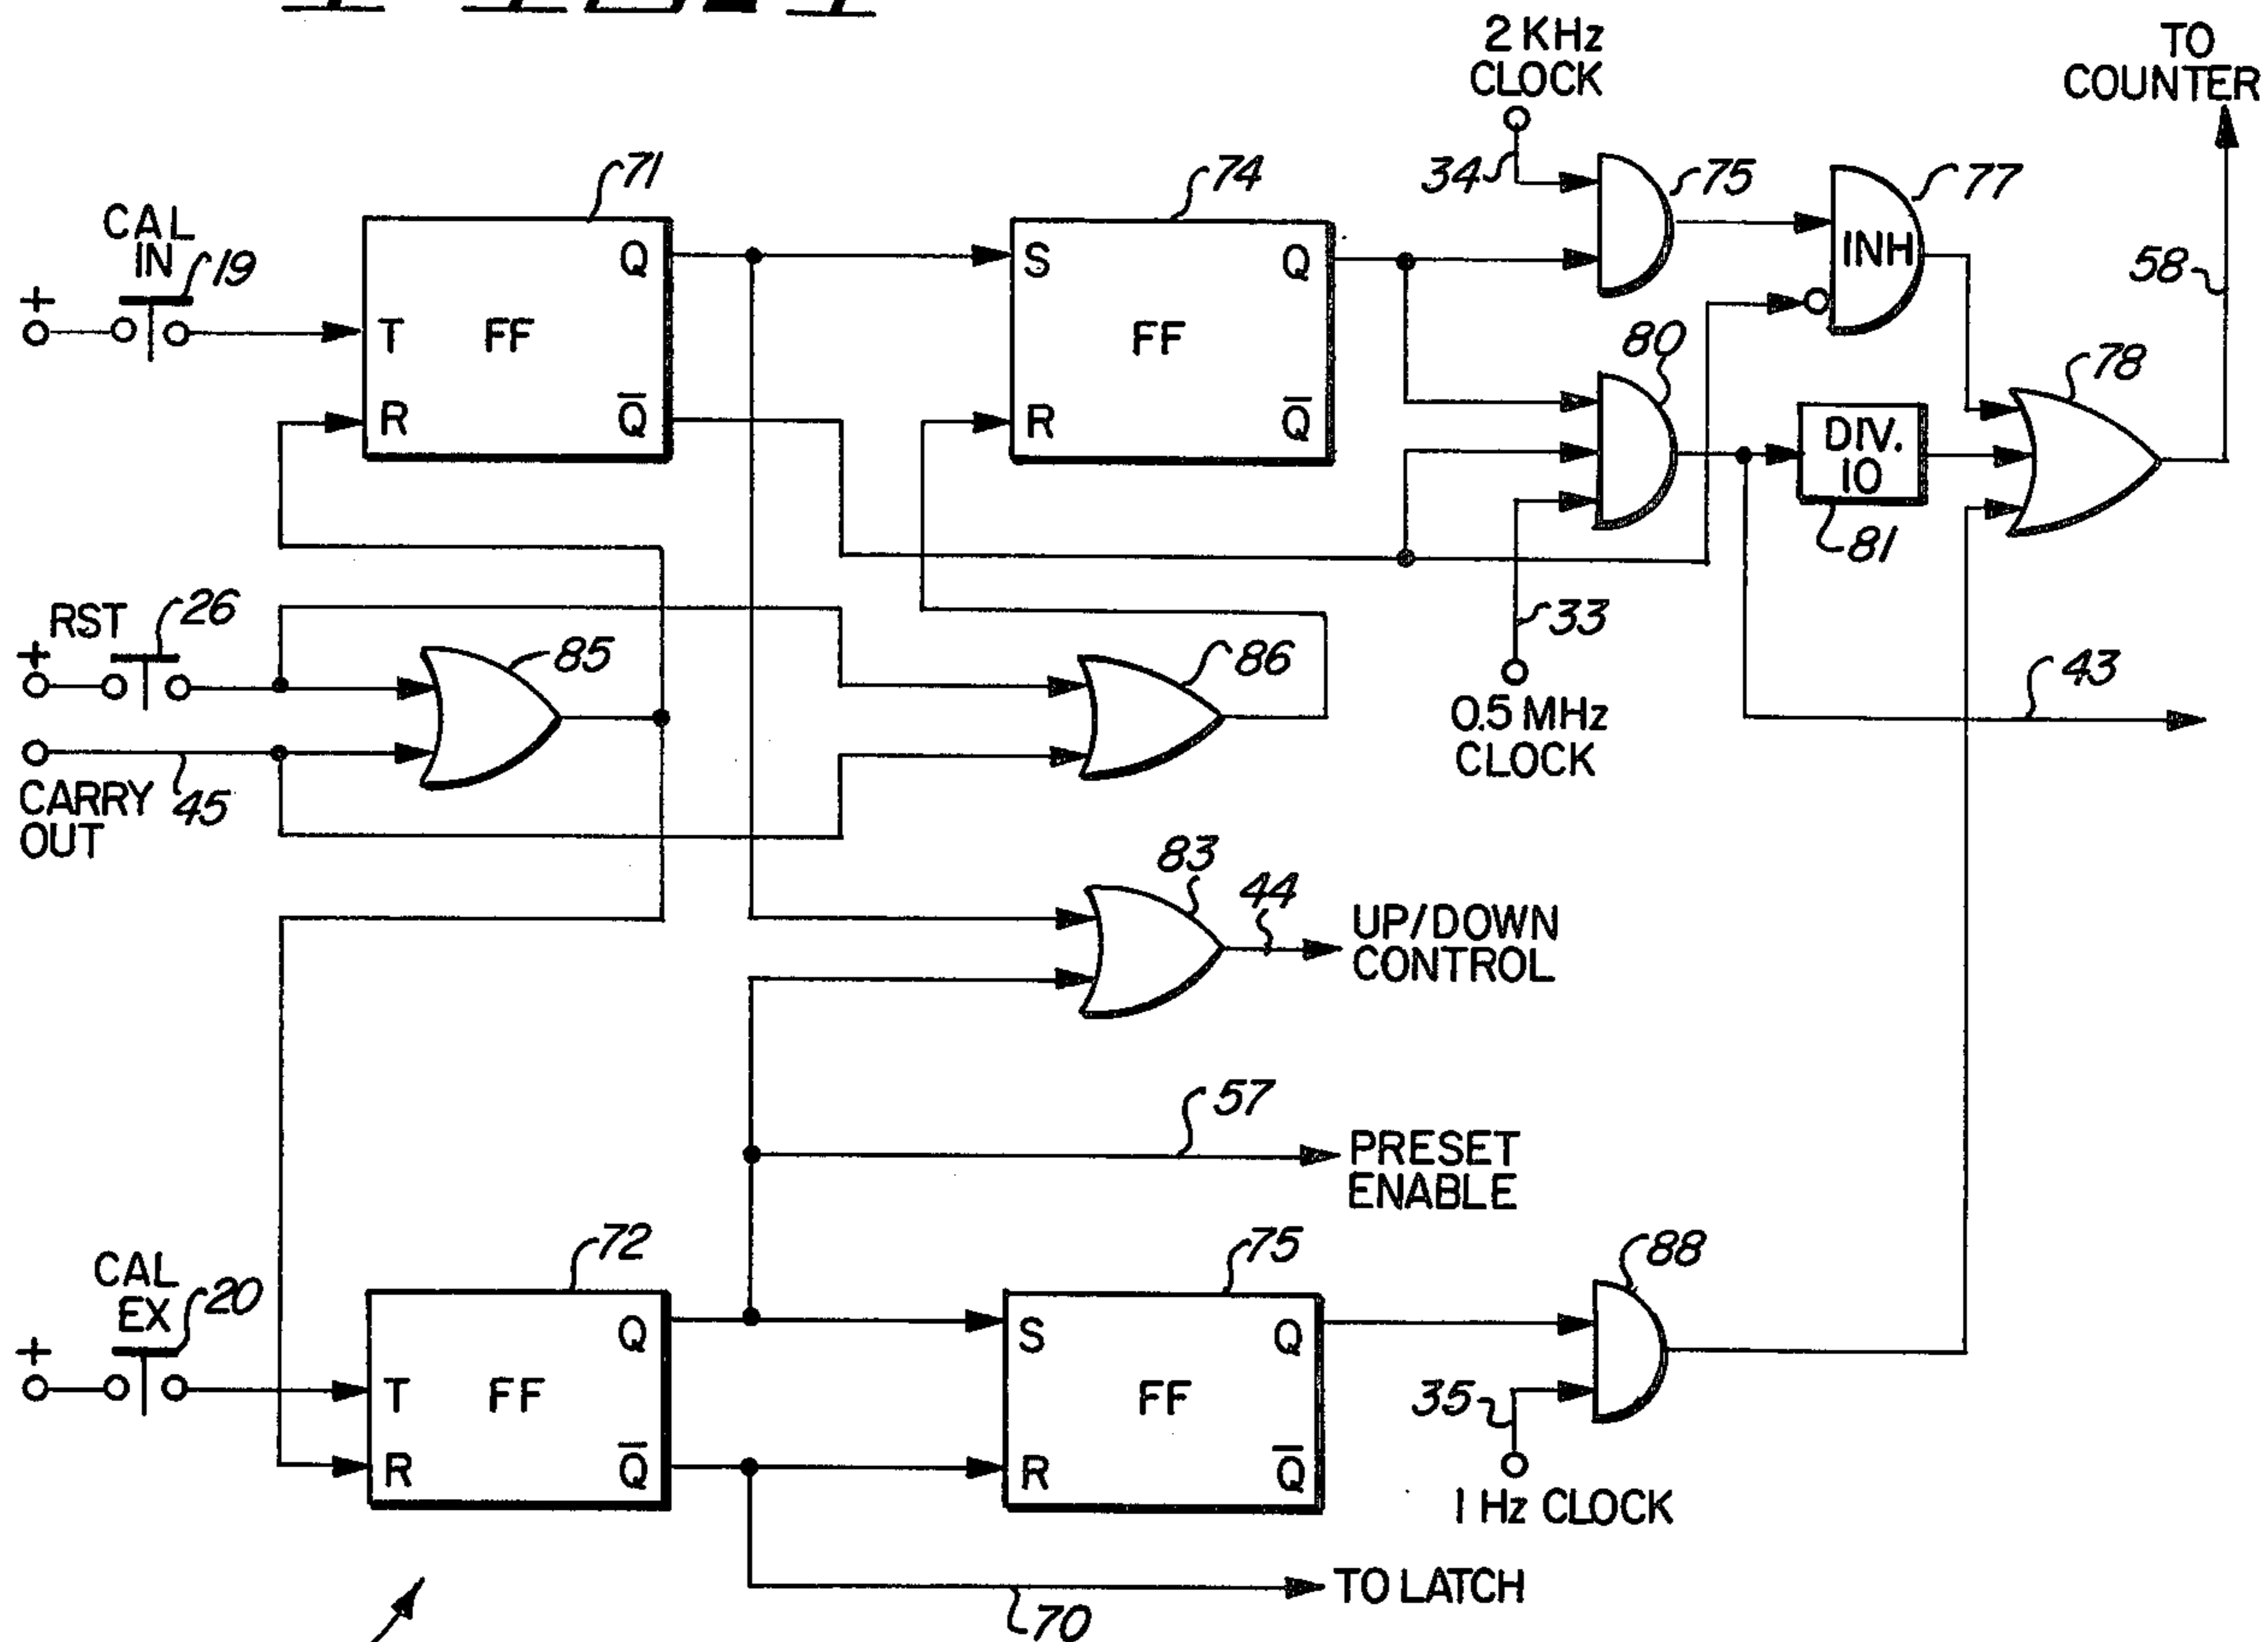 2 KHz
CLOCK
TO
COUNTER
34
75
77
INH
58
71
74
CAL
IN
19
+
T
FF
Q
R
Q̅
S
FF
Q
R
Q̅
80
78
DIV.
10
81
RST
26
+
85
86
33
0.5 MHz
CLOCK
43
CARRY
OUT
45
83
44
UP/DOWN
CONTROL
57
PRESET
ENABLE
CAL
EX
20
+
72
75
88
T
FF
Q
R
Q̅
S
FF
Q
R
Q̅
35
1 Hz CLOCK
TO LATCH
70